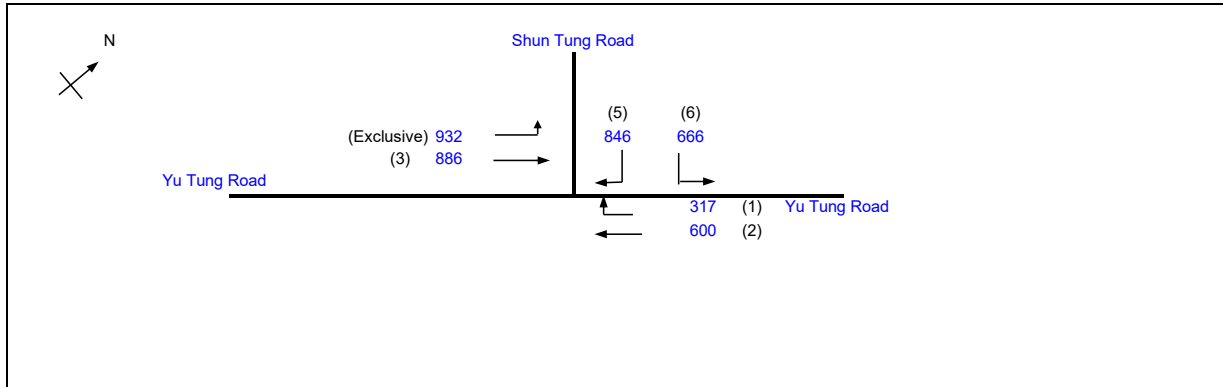 N
Shun Tung Road
(5) (6)
(Exclusive) 932 846 666
(3) 886
Yu Tung Road
317 (1) Yu Tung Road
600 (2)